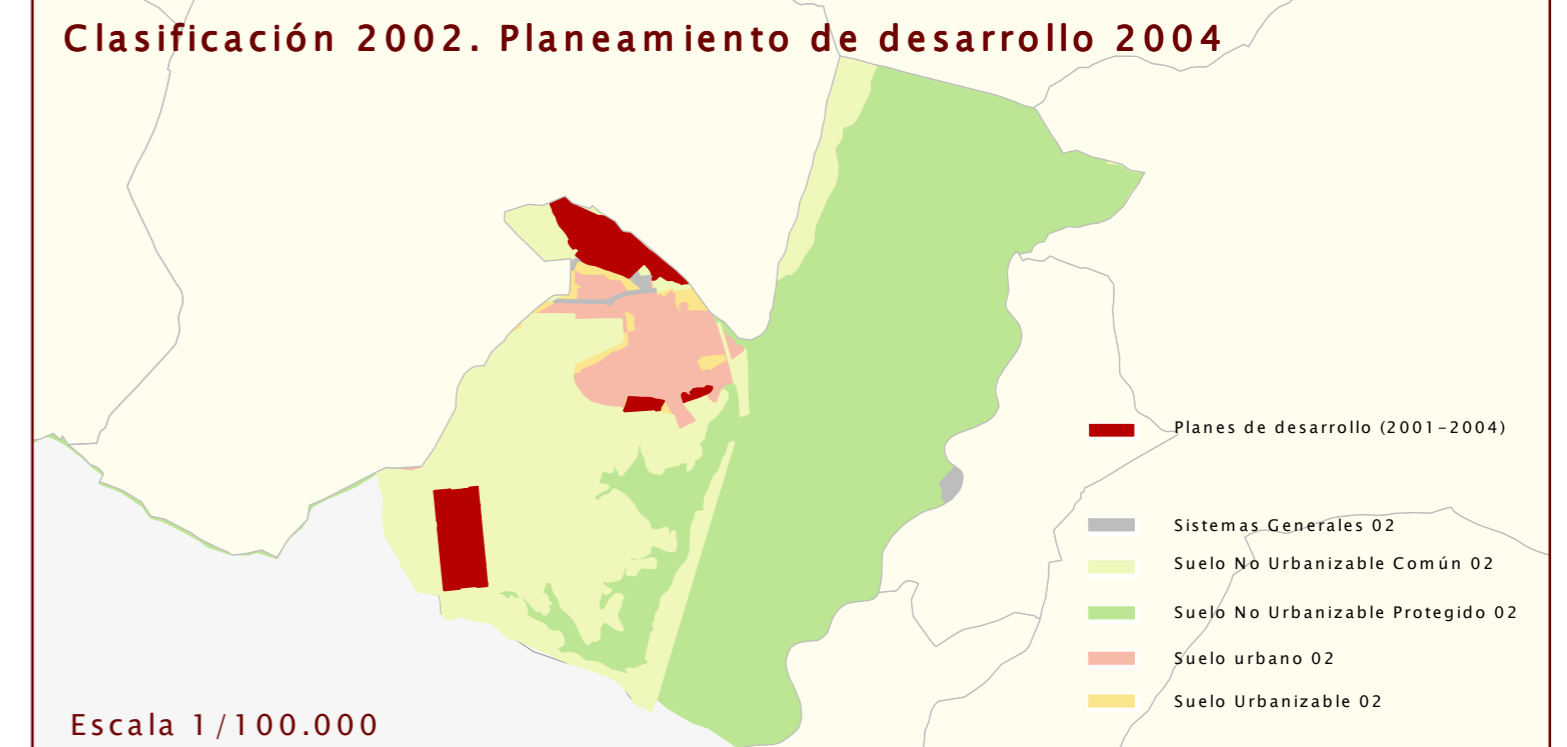 Clasificación 2002. Planeamiento de desarrollo 2004
Planes de desarrollo (2001-2004)
Sistemas Generales 02
Suelo No Urbanizable Común 02
Suelo No Urbanizable Protegido 02
Suelo urbano 02
Suelo Urbanizable 02
Escala 1/100.000